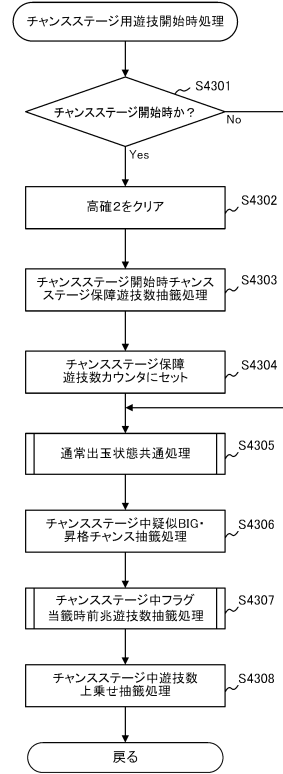 チャンスステージ用遊技開始時処理
S4301
チャンスステージ開始時か?
No
Yes
S4302
高確2をクリア
S4303
チャンスステージ開始時チャンス
ステージ保障遊技数抽籤処理
S4304
チャンスステージ保障
遊技数カウンタにセット
S4305
通常出玉状態共通処理
S4306
チャンスステージ中疑似BIG・
昇格チャンス抽籤処理
S4307
チャンスステージ中フラグ
当籤時前兆遊技数抽籤処理
S4308
チャンスステージ中遊技数
上乗せ抽籤処理
戻る